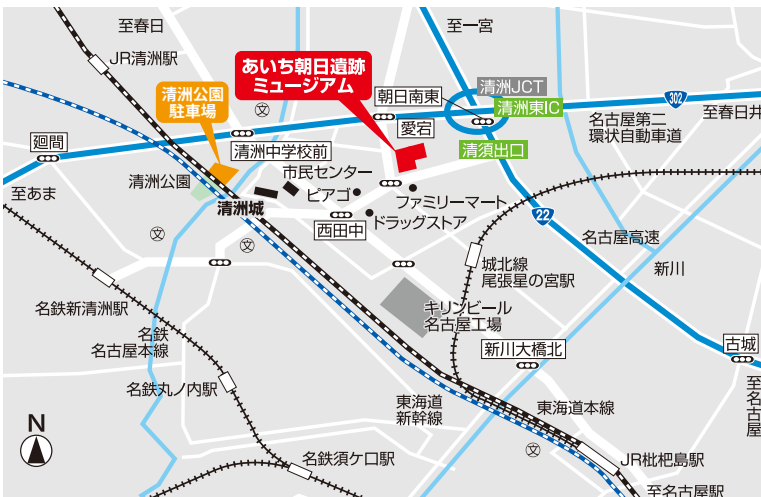 至春日
至一宮
JR清洲駅
あいち朝日遺跡
ミュージアム
清洲公園
駐車場
文
清洲JCT
朝日南東
清洲東IC
302
至春日井
名古屋第二
環状自動車道
愛宕
廻間
清洲中学校前
清須出口
市民センター
清洲公園
ピアゴ
ファミリーマート
至あま
清洲城
ドラッグストア
西田中
22
文
文
名古屋高速
城北線
尾張星の宮駅
新川
名鉄新清洲駅
キリンビール
名古屋工場
名鉄
名古屋本線
新川大橋北
古城
名鉄丸ノ内駅
至名古屋
東海道
新幹線
東海道本線
N
文
名鉄須ケ口駅
JR枇杷島駅
至名古屋駅